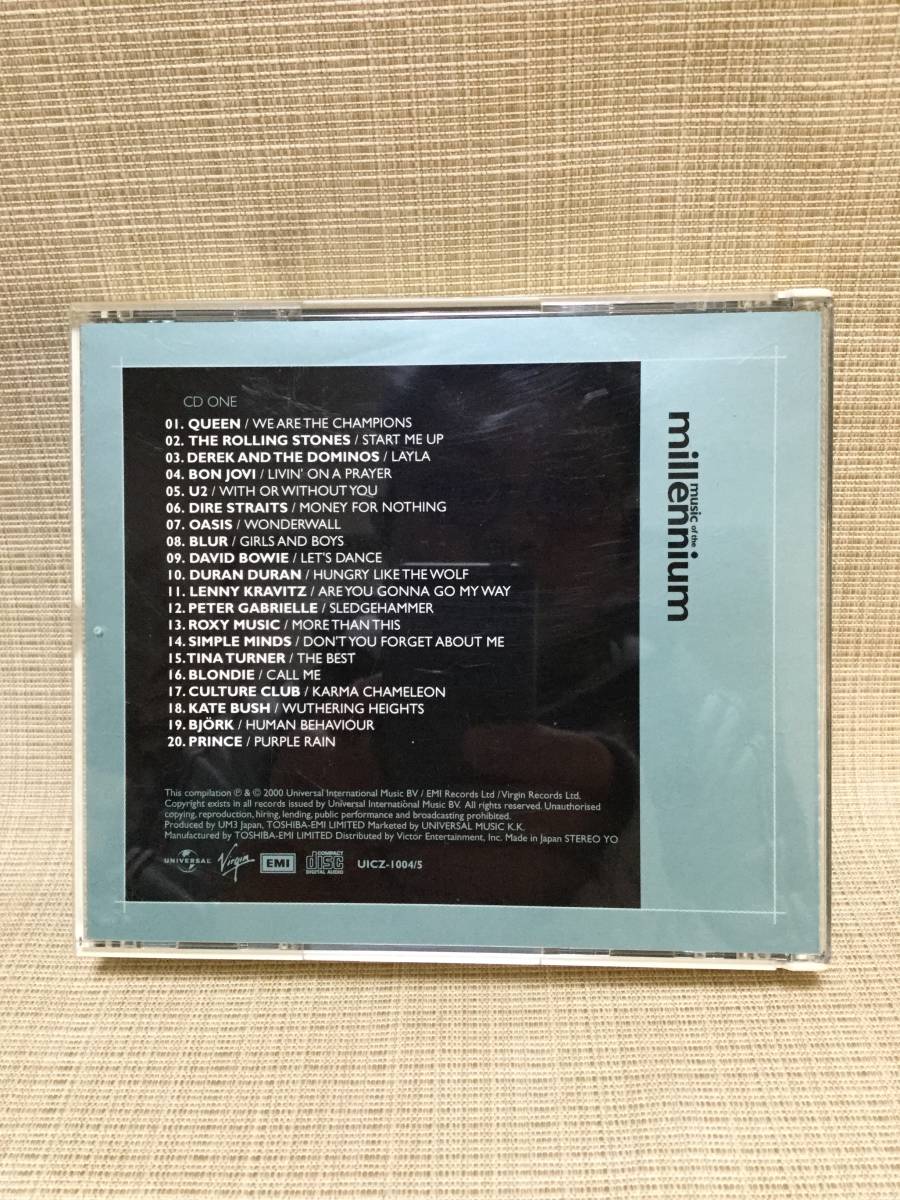 CD ONE
01. QUEEN / WE ARE THE CHAMPIONS
02. THE ROLLING STONES / START ME UP
03. DEREK AND THE DOMINOS / LAYLA
04. BON JOVI / LIVIN' ON A PRAYER
05. U2 / WITH OR WITHOUT YOU
06. DIRE STRAITS / MONEY FOR NOTHING
07. OASIS / WONDERWALL
08. BLUR / GIRLS AND BOYS
09. DAVID BOWIE / LET'S DANCE
10. DURAN DURAN / HUNGRY LIKE THE WOLF
11. LENNY KRAVITZ / ARE YOU GONNA GO MY WAY
12. PETER GABRIELLE / SLEDGEHAMMER
13. ROXY MUSIC / MORE THAN THIS
14. SIMPLE MINDS / DON'T YOU FORGET ABOUT ME
15. TINA TURNER / THE BEST
16. BLONDIE / CALL ME
17. CULTURE CLUB / KARMA CHAMELEON
18. KATE BUSH / WUTHERING HEIGHTS
19. BJÖRK / HUMAN BEHAVIOUR
20. PRINCE / PURPLE RAIN
This compilation ℗ & © 2000 Universal International Music BV / EMI Records Ltd / Virgin Records Ltd.
Copyright exists in all records issued by Universal International Music BV. All rights reserved. Unauthorised
copying, reproduction, hiring, lending, public performance and broadcasting prohibited.
Produced by UM3 Japan, TOSHIBA-EMI LIMITED Marketed by UNIVERSAL MUSIC K.K.
Manufactured by TOSHIBA-EMI LIMITED Distributed by Victor Entertainment, Inc. Made in Japan STEREO YO
UNIVERSAL Virgin EMI COMPACT disc DIGITAL AUDIO UICZ-1004/5
music of the
millennium